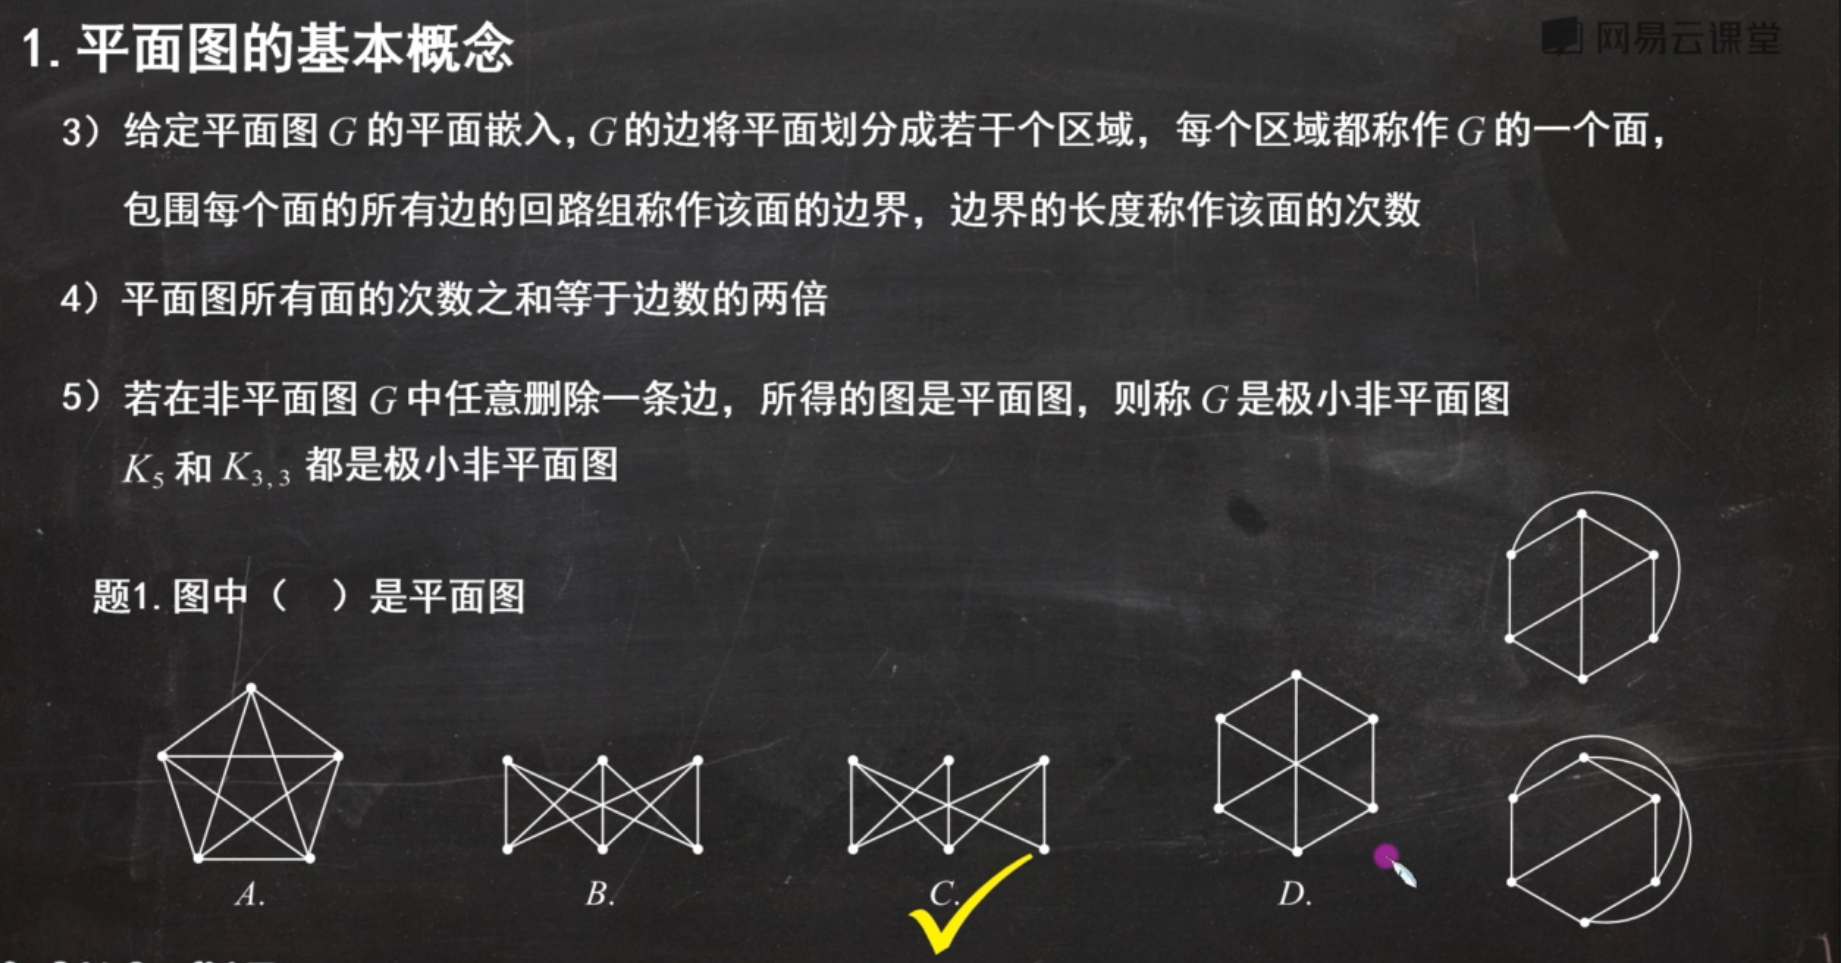 1. 平面图的基本概念
网易云课堂
3）给定平面图 G 的平面嵌入，G 的边将平面划分成若干个区域，每个区域都称作 G 的一个面，
包围每个面的所有边的回路组称作该面的边界，边界的长度称作该面的次数
4）平面图所有面的次数之和等于边数的两倍
5）若在非平面图 G 中任意删除一条边，所得的图是平面图，则称 G 是极小非平面图
K₅ 和 K₃,₃ 都是极小非平面图
题1. 图中（ ）是平面图
A. B. C. D.